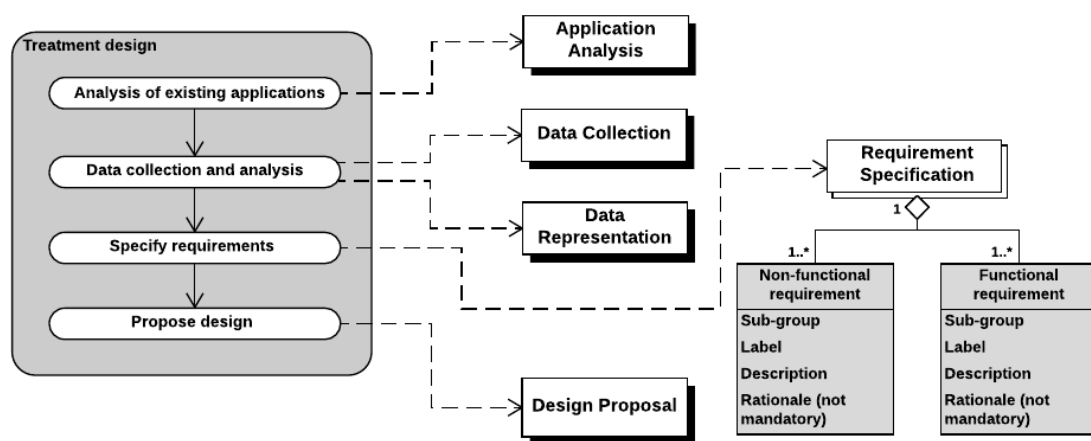 Treatment design
Analysis of existing applications
Data collection and analysis
Specify requirements
Propose design
Application
Analysis
Data Collection
Data
Representation
Design Proposal
Requirement
Specification
1
1..*
1..*
Non-functional
requirement
Sub-group
Label
Description
Rationale (not
mandatory)
Functional
requirement
Sub-group
Label
Description
Rationale (not
mandatory)